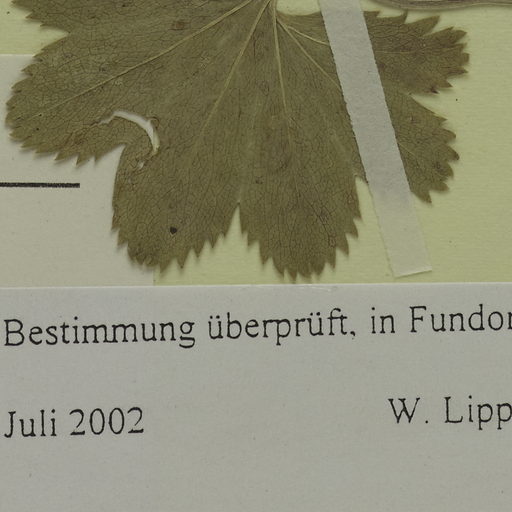 Bestimmung überprüft, in Fundor
Juli 2002
W. Lipp